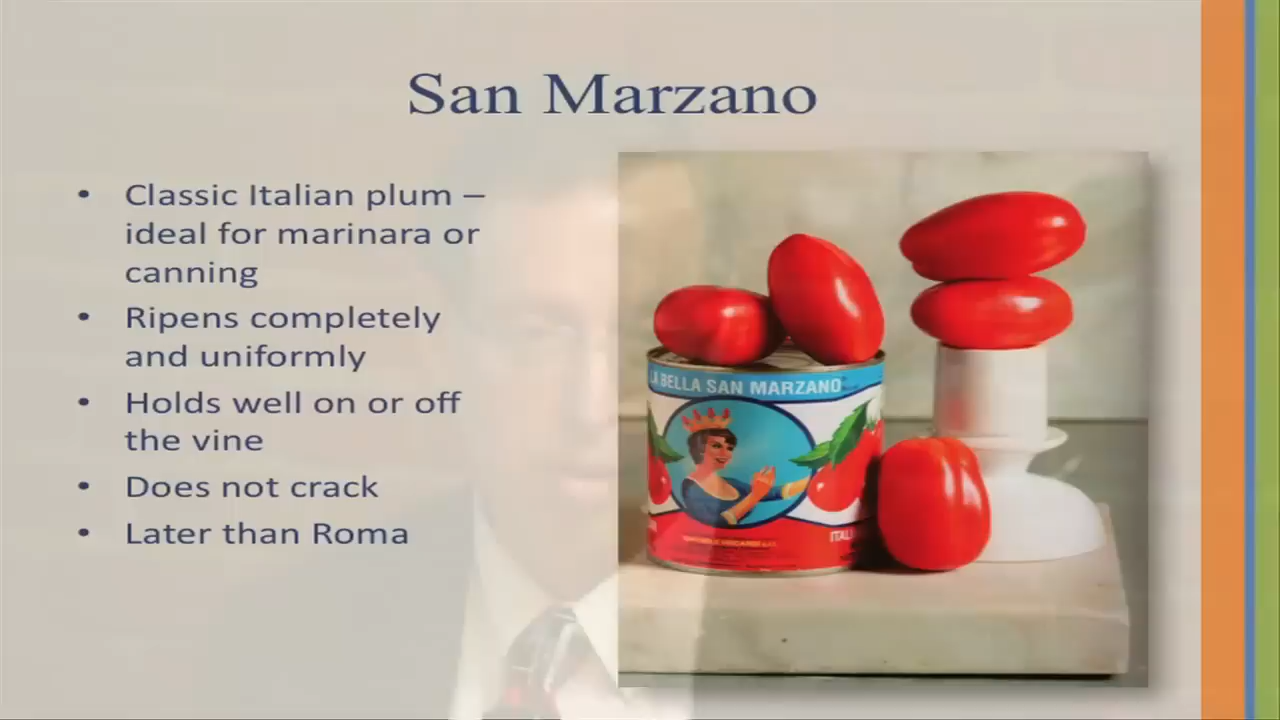 San Marzano
• Classic Italian plum –
ideal for marinara or
canning
• Ripens completely
and uniformly
• Holds well on or off
the vine
• Does not crack
• Later than Roma
LA BELLA SAN MARZANO